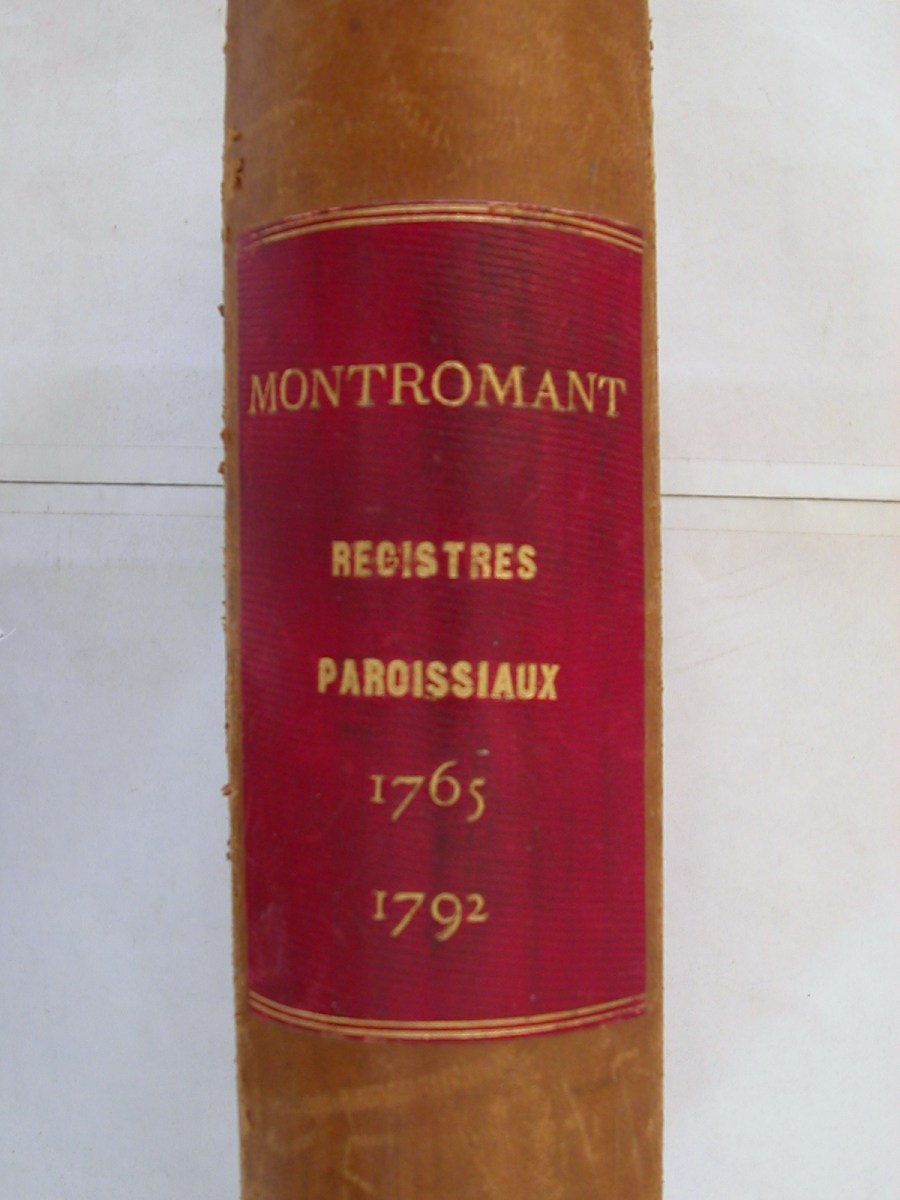 MONTROMANT
REGISTRES
PAROISSIAUX
1765
1792